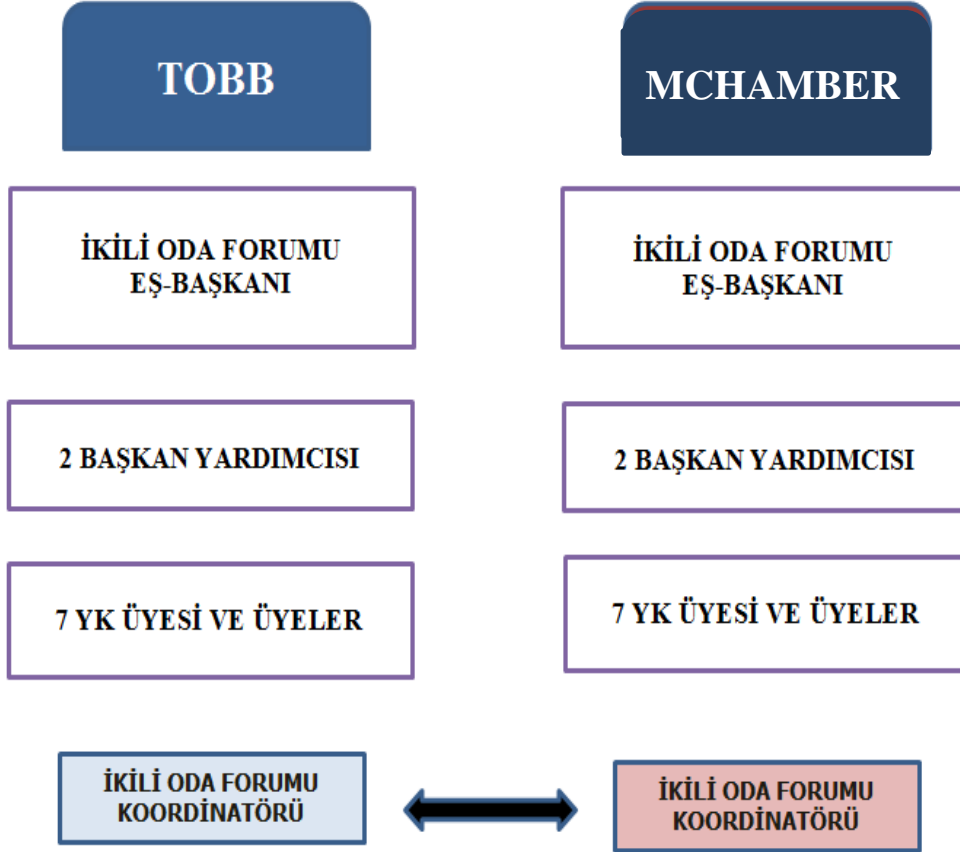 TOBB
MCHAMBER
İKİLİ ODA FORUMU
EŞ-BAŞKANI
İKİLİ ODA FORUMU
EŞ-BAŞKANI
2 BAŞKAN YARDIMCISI
2 BAŞKAN YARDIMCISI
7 YK ÜYESİ VE ÜYELER
7 YK ÜYESİ VE ÜYELER
İKİLİ ODA FORUMU
KOORDİNATÖRÜ
İKİLİ ODA FORUMU
KOORDİNATÖRÜ